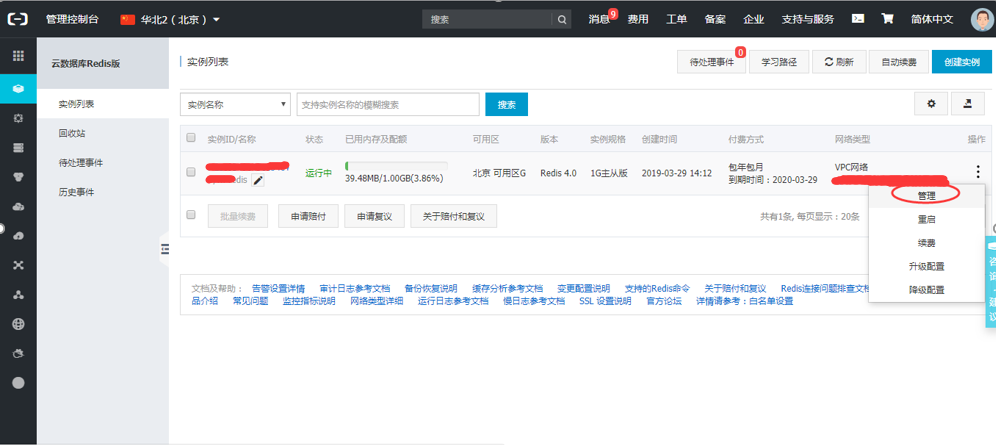 管理控制台 华北2（北京） 搜索 消息 9 费用 工单 备案 企业 支持与服务 简体中文
云数据库Redis版
实例列表
回收站
待处理事件
历史事件
实例列表 待处理事件 0 学习路径 刷新 自动续费 创建实例
实例名称 支持实例名称的模糊搜索 搜索
实例ID/名称 状态 已用内存及配额 可用区 版本 实例规格 创建时间 付费方式 网络类型 操作
运行中 39.48MB/1.00GB(3.86%) 北京 可用区G Redis 4.0 1G主从版 2019-03-29 14:12 包年包月 VPC网络
到期时间：2020-03-29
批量续费 申请赔付 申请复议 关于赔付和复议 共有1条, 每页显示：20条
管理
重启
续费
升级配置
降级配置
文档及帮助： 告警设置详情 审计日志参考文档 备份恢复说明 缓存分析参考文档 变更配置说明 支持的Redis命令 关于赔付和复议 Redis连接问题排查文档
品介绍 常见问题 监控指标说明 网络类型详细 运行日志参考文档 慢日志参考文档 SSL 设置说明 官方论坛 详情请参考：白名单设置